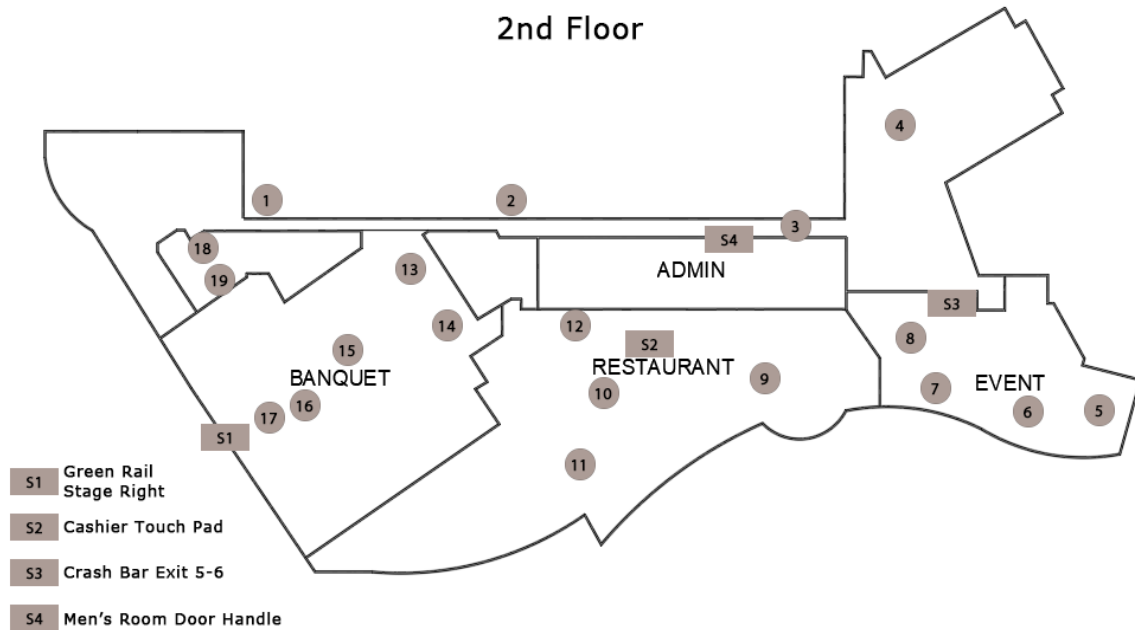 2nd Floor
4
1
2
3
S4
18
13
ADMIN
19
S3
14
12
8
S2
15
RESTAURANT
BANQUET
9
7
EVENT
10
16
17
6
5
S1
11
S1 Green Rail
Stage Right
S2 Cashier Touch Pad
S3 Crash Bar Exit 5-6
S4 Men's Room Door Handle